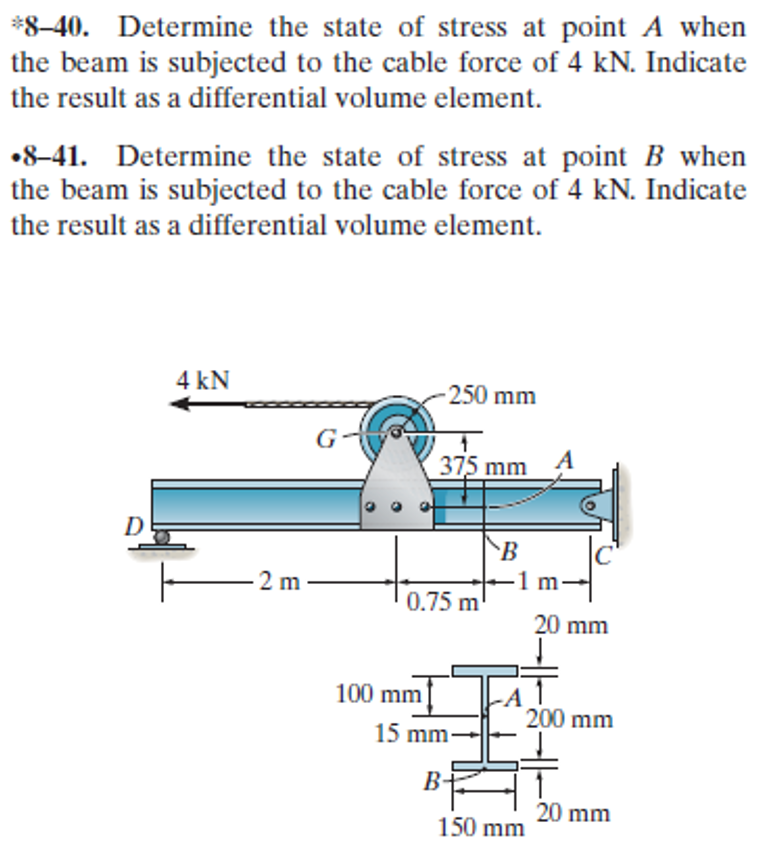 *8–40. Determine the state of stress at point A when
the beam is subjected to the cable force of 4 kN. Indicate
the result as a differential volume element.
•8–41. Determine the state of stress at point B when
the beam is subjected to the cable force of 4 kN. Indicate
the result as a differential volume element.
4 kN
250 mm
G
375 mm
A
D
B
C
2 m
1 m
0.75 m
20 mm
100 mm
A
200 mm
15 mm
B
20 mm
150 mm